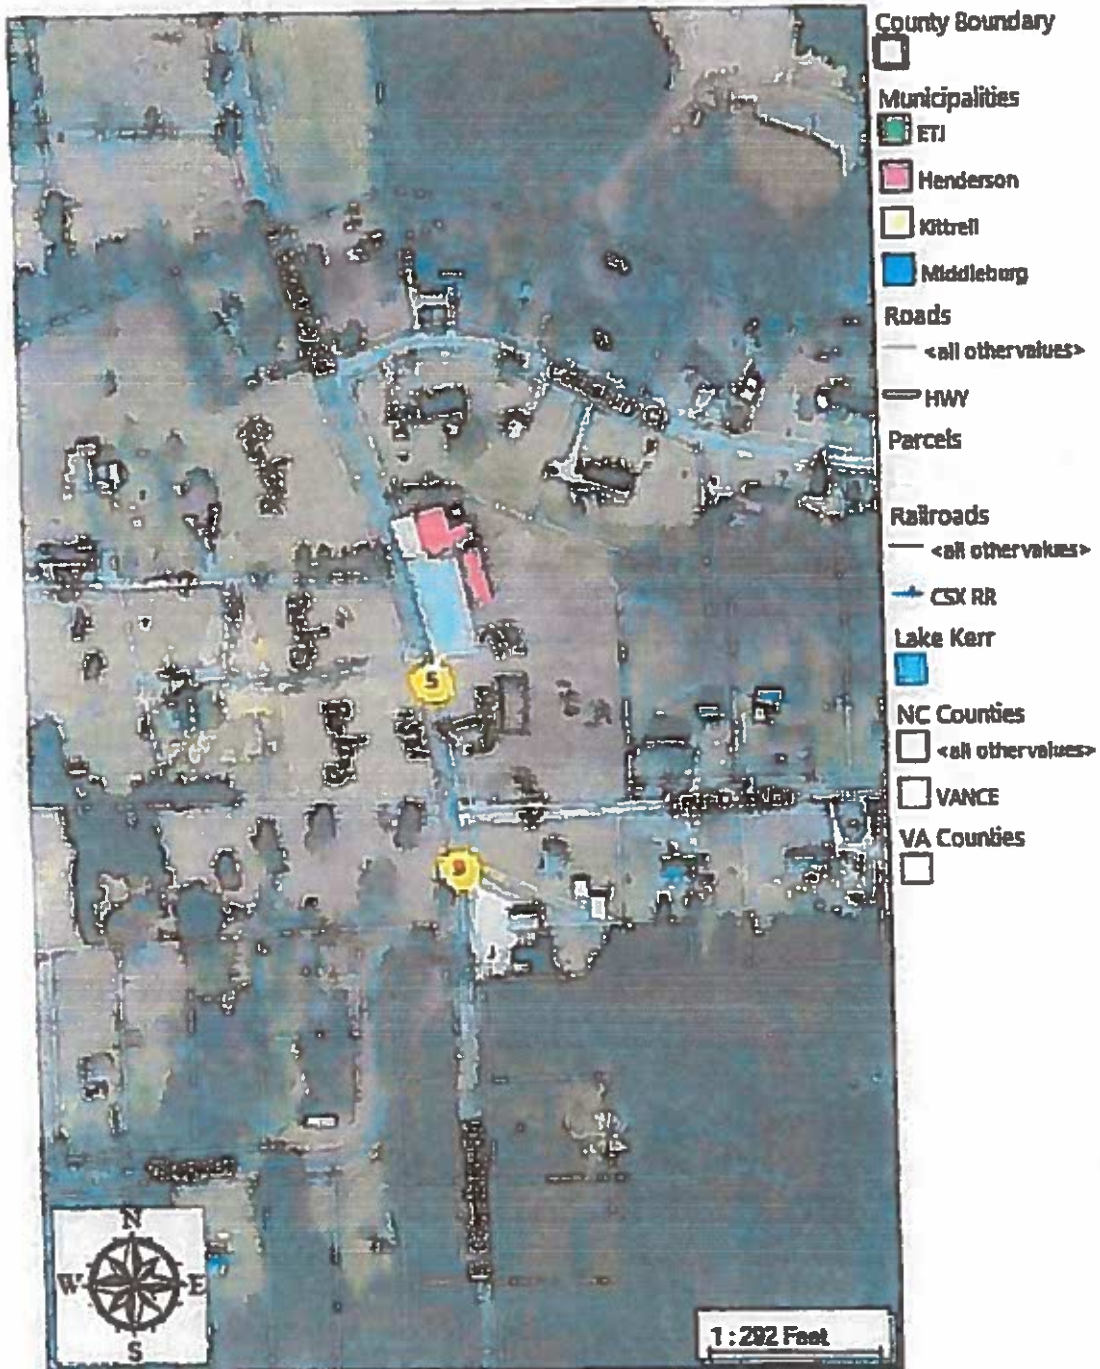 County Boundary
Municipalities
ETJ
Henderson
Kittrell
Middleburg
Roads
<all othervalues>
HWY
Parcels
Railroads
<all othervalues>
CSX RR
Lake Kerr
NC Counties
<all othervalues>
VANCE
VA Counties
5
N
W
E
S
1 : 292 Feet